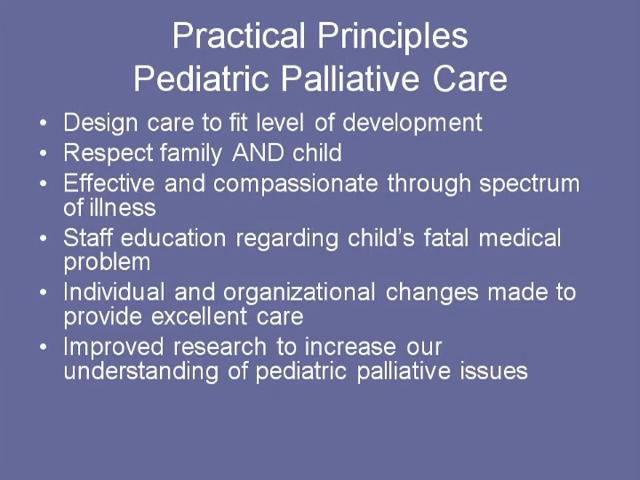 Practical Principles
Pediatric Palliative Care
• Design care to fit level of development
• Respect family AND child
• Effective and compassionate through spectrum
of illness
• Staff education regarding child's fatal medical
problem
• Individual and organizational changes made to
provide excellent care
• Improved research to increase our
understanding of pediatric palliative issues